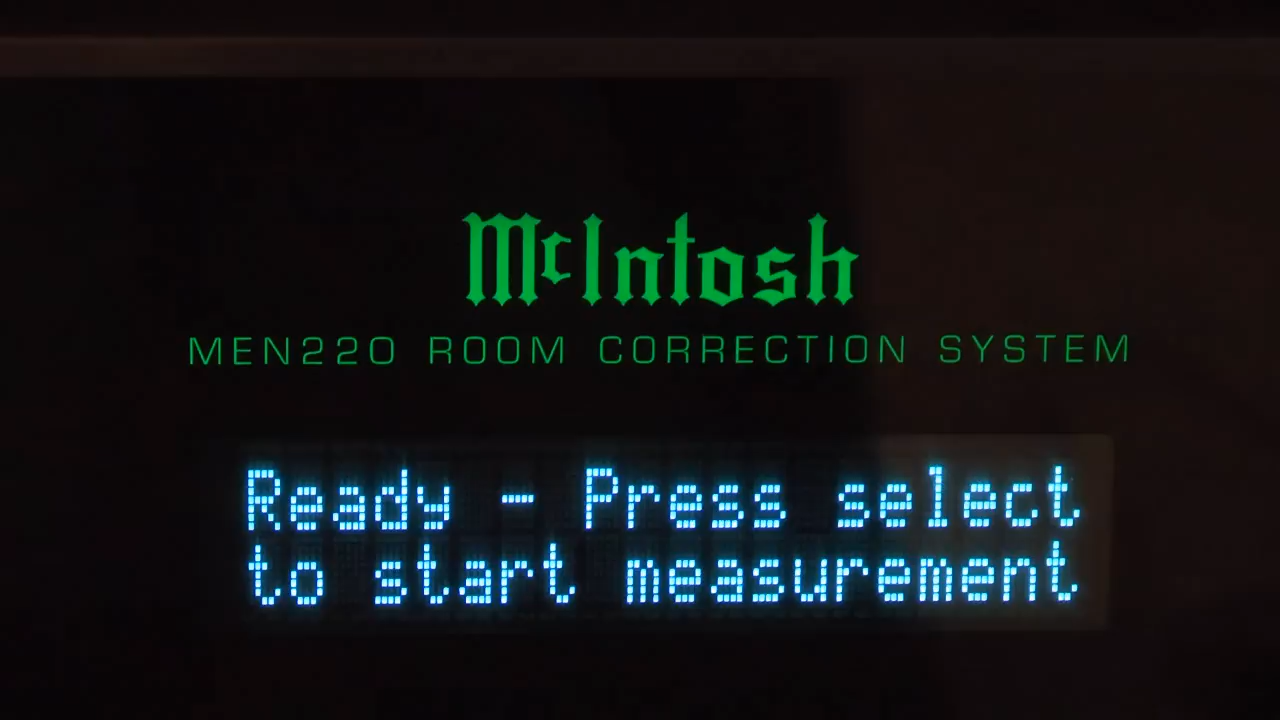 McIntosh
MEN220 ROOM CORRECTION SYSTEM
Ready - Press select
to start measurement